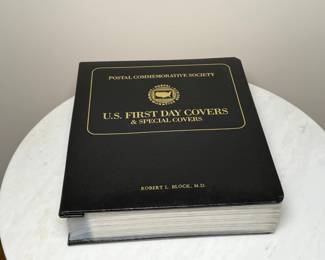 POSTAL COMMEMORATIVE SOCIETY
U.S. FIRST DAY COVERS
& SPECIAL COVERS
ROBERT L. BLOCK, M.D.